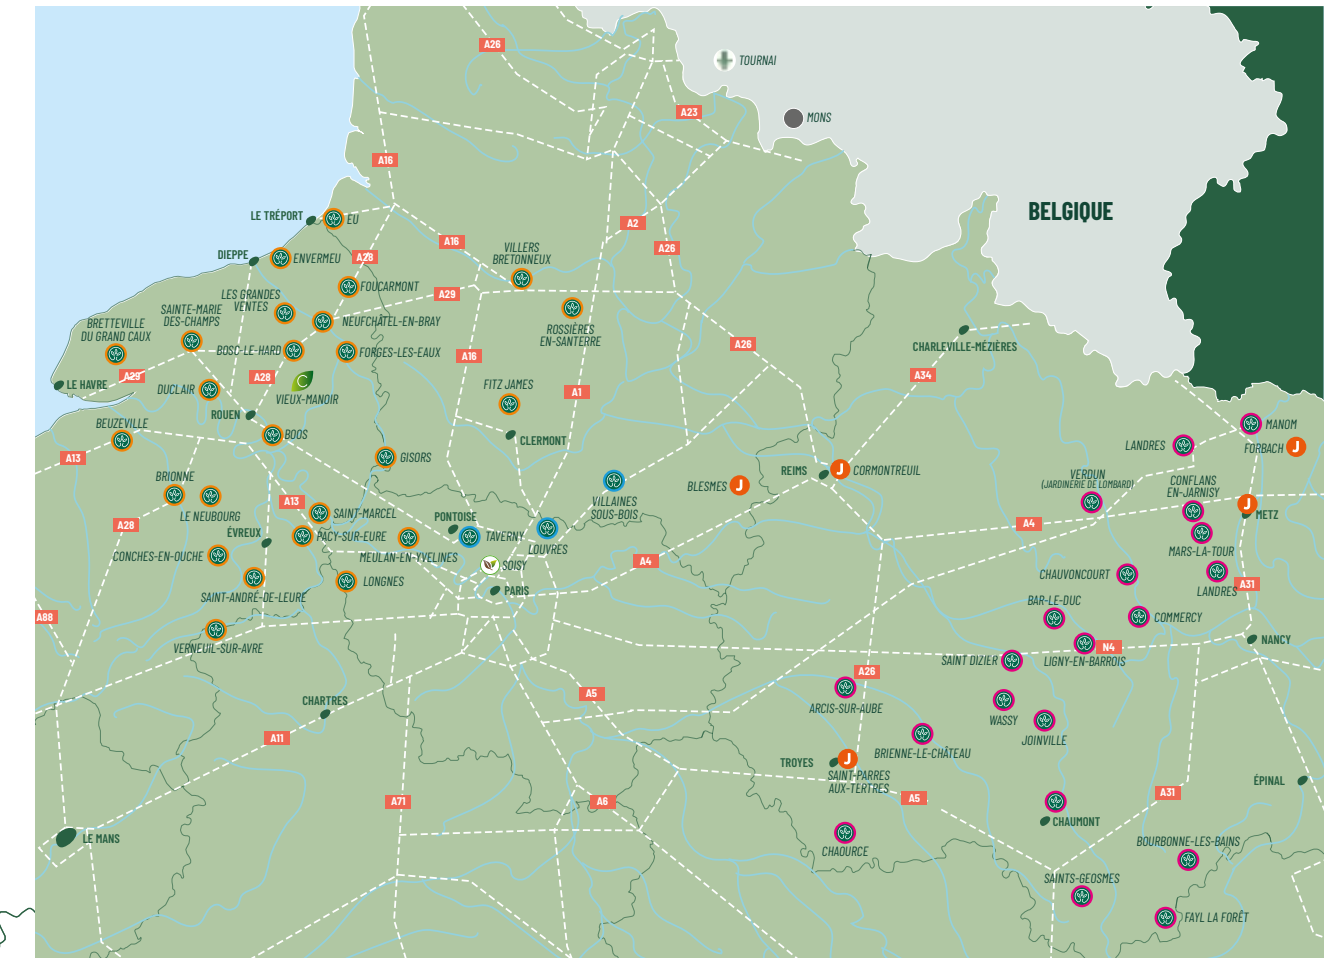 A26
TOURNAI
A23
MONS
A16
BELGIQUE
LE TRÉPORT
EU
A2
A16
A26
DIEPPE
ENVERMEU
A28
VILLERS
BRETONNEUX
FOUCARMONT
A29
LES GRANDES
VENTES
SAINTE-MARIE
DES-CHAMPS
BRETTEVILLE
DU GRAND CAUX
NEUFCHÂTEL-EN-BRAY
ROSSIÈRES
EN-SANTERRE
BOSC-LE-HARD
FORGES-LES-EAUX
A16
A26
CHARLEVILLE-MÉZIÈRES
A34
LE HAVRE
A29
A28
DUCLAIR
C
VIEUX-MANOIR
FITZ JAMES
A1
ROUEN
BEUZEVILLE
BOOS
CLERMONT
MANOM
LANDRES
FORBACH
J
A13
GISORS
REIMS
J
CORMONTREUIL
BLESMES
J
VERDUN
(JARDINERIE DE LOMBARD)
CONFLANS
EN-JARNISY
BRIONNE
LE NEUBOURG
A13
SAINT-MARCEL
VILLAINES
SOUS-BOIS
J
METZ
A28
ÉVREUX
PACY-SUR-EURE
PONTOISE
TAVERNY
LOUVRES
A4
MARS-LA-TOUR
CONCHES-EN-OUCHE
MEULAN-EN-YVELINES
SOISY
A4
CHAUVONCOURT
LANDRES
A31
SAINT-ANDRÉ-DE-LEURE
LONGNES
PARIS
BAR-LE-DUC
COMMERCY
A88
VERNEUIL-SUR-AVRE
N4
NANCY
SAINT DIZIER
LIGNY-EN-BARROIS
A26
A5
ARCIS-SUR-AUBE
CHARTRES
WASSY
JOINVILLE
A11
BRIENNE-LE-CHÂTEAU
TROYES
J
SAINT-PARRES
AUX-TERTRES
ÉPINAL
A71
A6
A5
A31
CHAUMONT
LE MANS
CHAOURCE
BOURBONNE-LES-BAINS
SAINTS-GEOSMES
FAYL LA FORÊT